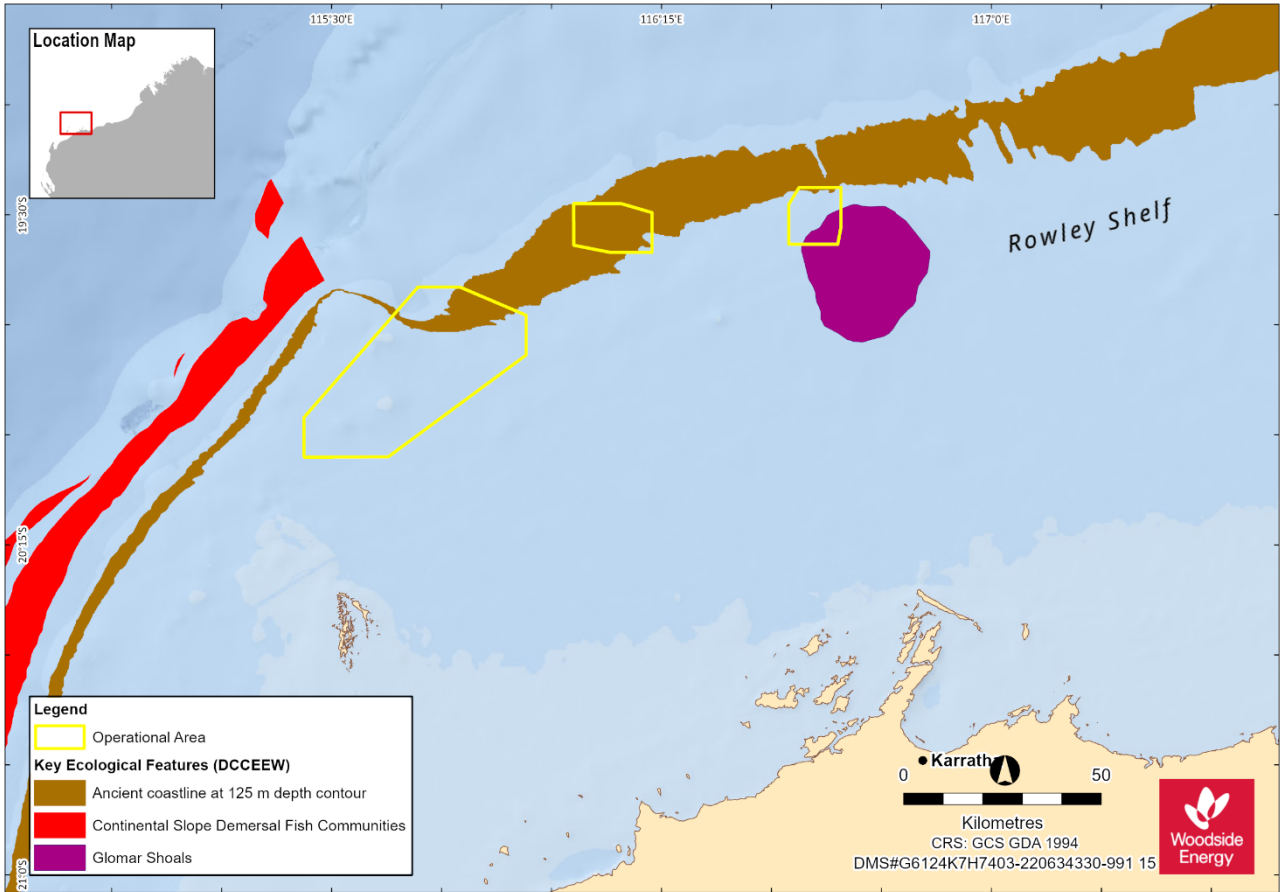 115°30'E
116°15'E
117°0'E
Location Map
19°30'S
Rowley Shelf
20°15'S
21°0'S
Legend
Operational Area
Key Ecological Features (DCCEEW)
Ancient coastline at 125 m depth contour
Continental Slope Demersal Fish Communities
Glomar Shoals
Karrath
0 50
Kilometres
CRS: GCS GDA 1994
DMS#G6124K7H7403-220634330-991 15
Woodside
Energy